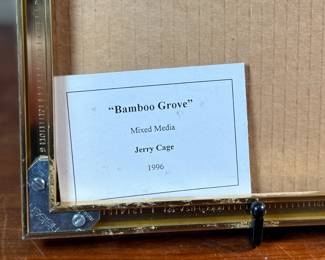 “Bamboo Grove”
Mixed Media
Jerry Cage
1996